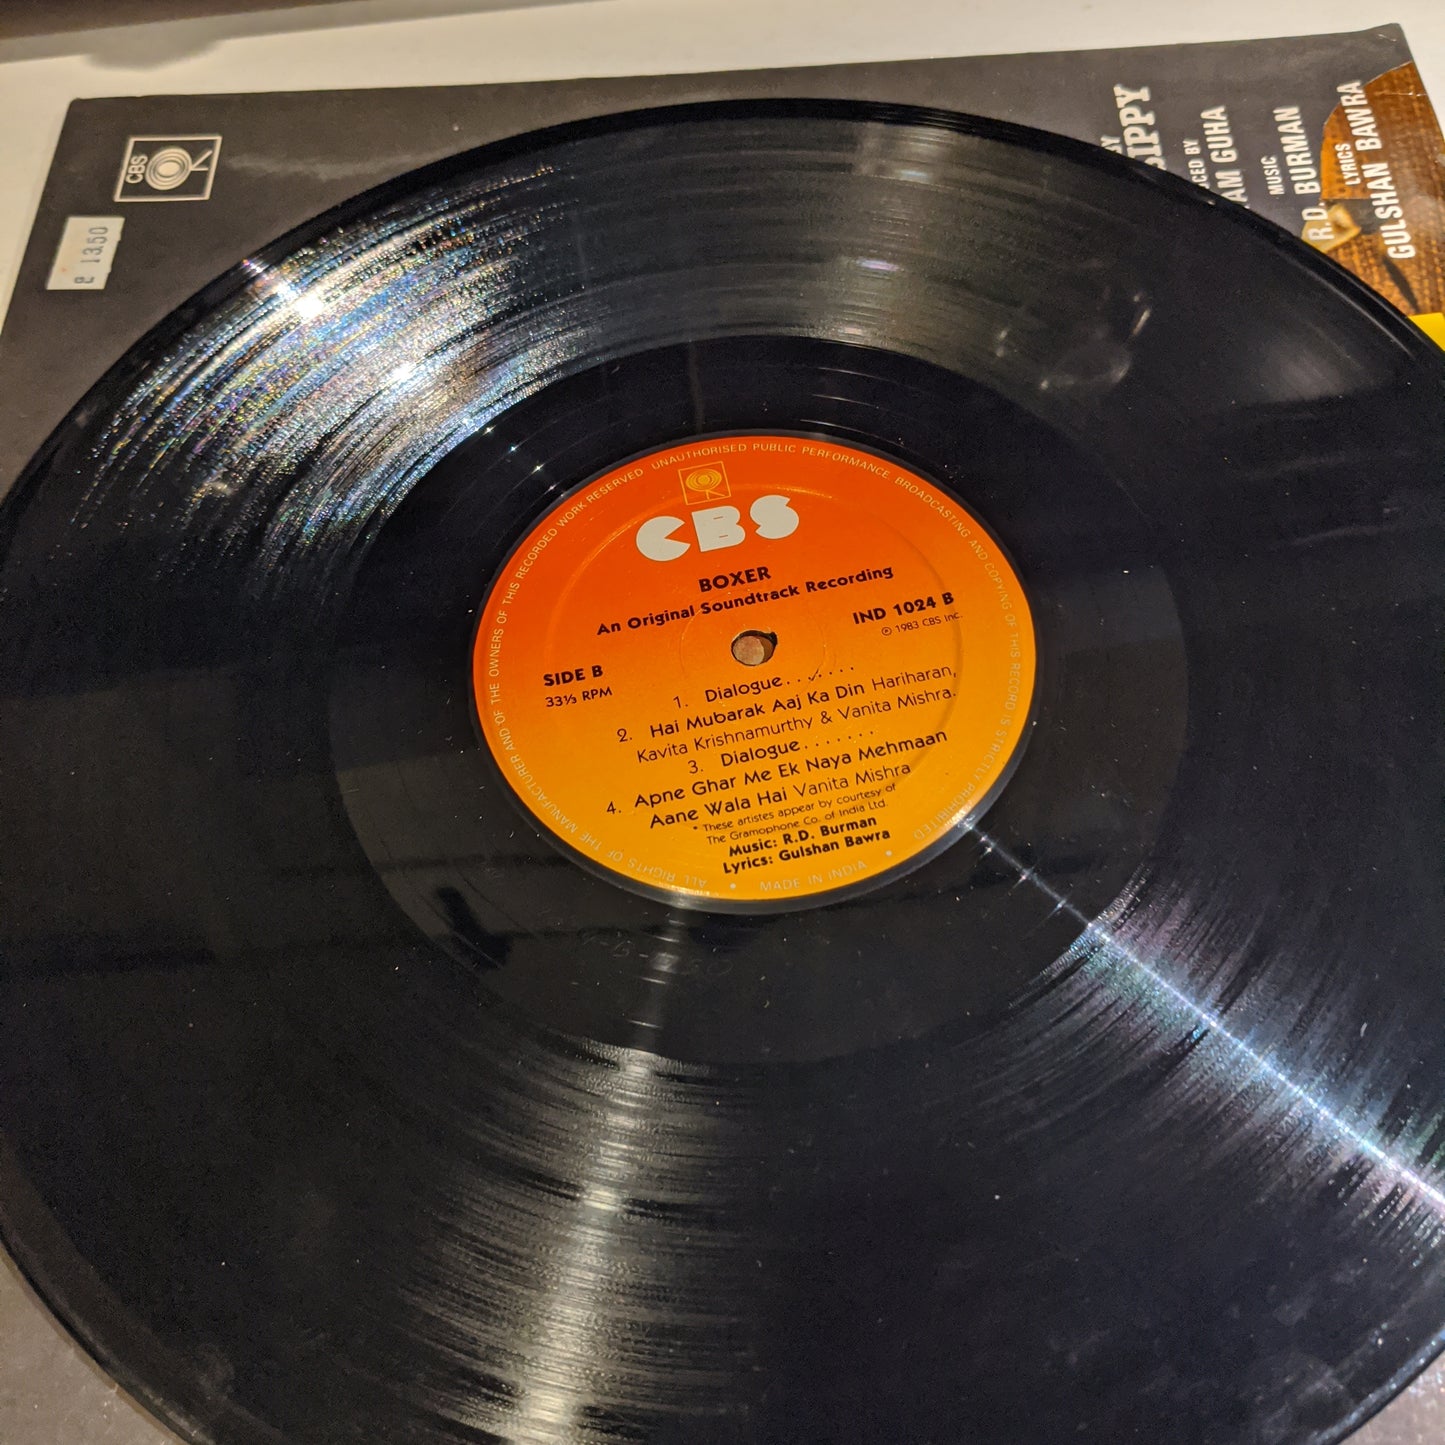 CBS
e 13.50
SIPPY
MUSIC
R.D. BURMAN
LYRICS
GULSHAN BAWRA
ALL RIGHTS OF THE MANUFACTURER AND OF THE OWNERS OF THIS RECORDED WORK RESERVED UNAUTHORISED PUBLIC PERFORMANCE BROADCASTING AND COPYING OF THIS RECORD IS STRICTLY PROHIBITED
• MADE IN INDIA •
CBS
BOXER
An Original Soundtrack Recording
IND 1024 B
℗ 1983 CBS Inc.
SIDE B
33⅓ RPM
1. Dialogue.......
2. Hai Mubarak Aaj Ka Din Hariharan,
Kavita Krishnamurthy & Vanita Mishra.
3. Dialogue.......
4. Apne Ghar Me Ek Naya Mehmaan
Aane Wala Hai Vanita Mishra
* These artistes appear by courtesy of
The Gramophone Co. of India Ltd.
Music: R.D. Burman
Lyrics: Gulshan Bawra